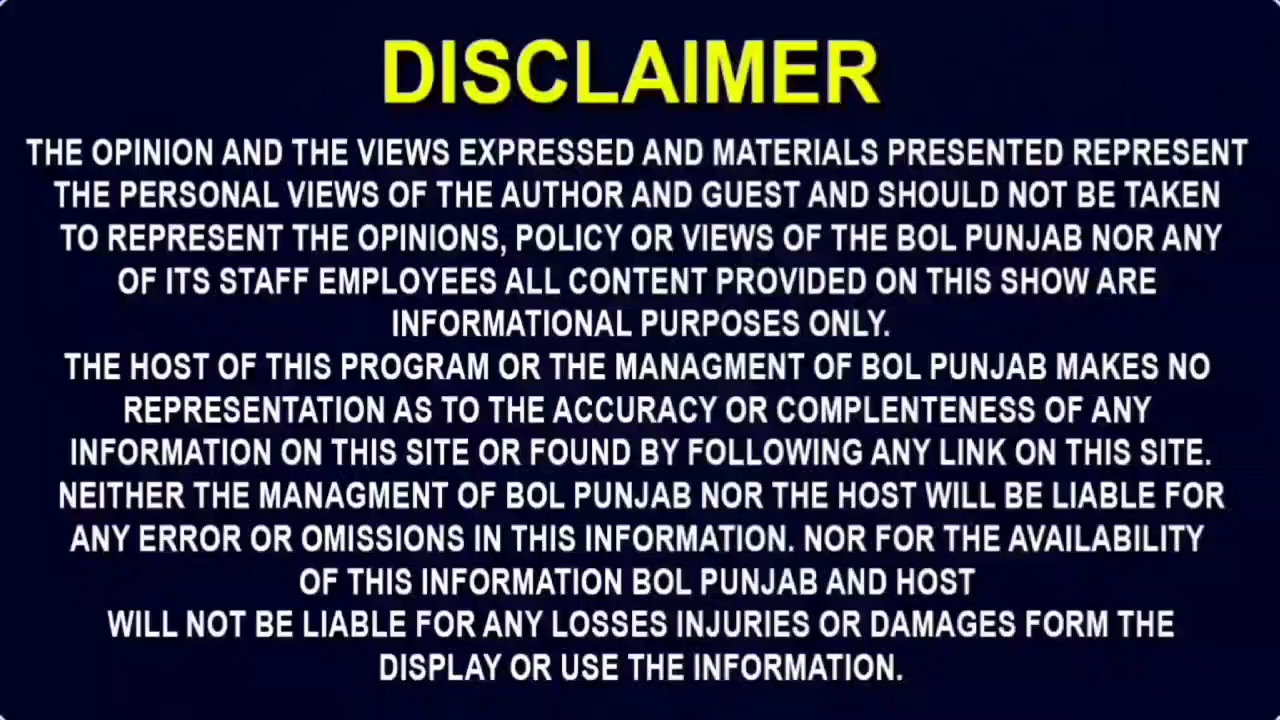 DISCLAIMER
THE OPINION AND THE VIEWS EXPRESSED AND MATERIALS PRESENTED REPRESENT
THE PERSONAL VIEWS OF THE AUTHOR AND GUEST AND SHOULD NOT BE TAKEN
TO REPRESENT THE OPINIONS, POLICY OR VIEWS OF THE BOL PUNJAB NOR ANY
OF ITS STAFF EMPLOYEES ALL CONTENT PROVIDED ON THIS SHOW ARE
INFORMATIONAL PURPOSES ONLY.
THE HOST OF THIS PROGRAM OR THE MANAGMENT OF BOL PUNJAB MAKES NO
REPRESENTATION AS TO THE ACCURACY OR COMPLENTENESS OF ANY
INFORMATION ON THIS SITE OR FOUND BY FOLLOWING ANY LINK ON THIS SITE.
NEITHER THE MANAGMENT OF BOL PUNJAB NOR THE HOST WILL BE LIABLE FOR
ANY ERROR OR OMISSIONS IN THIS INFORMATION. NOR FOR THE AVAILABILITY
OF THIS INFORMATION BOL PUNJAB AND HOST
WILL NOT BE LIABLE FOR ANY LOSSES INJURIES OR DAMAGES FORM THE
DISPLAY OR USE THE INFORMATION.